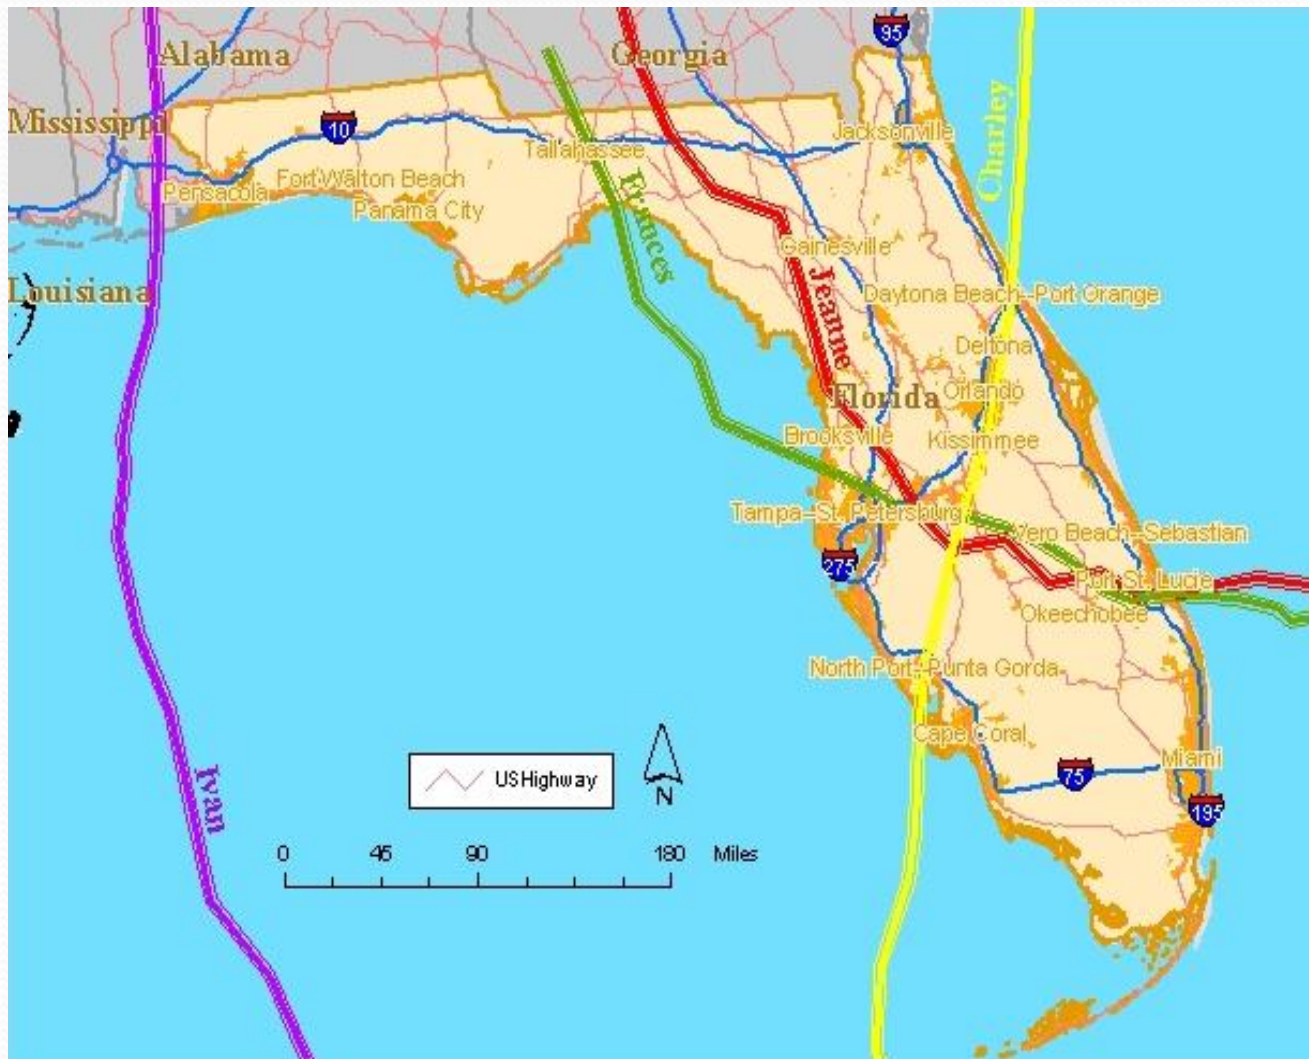 95
Alabama
Georgia
Charley
Mississippi
10
Jacksonville
Tallahassee
Pensacola
Fort Walton Beach
Panama City
Frances
Gainesville
Louisiana
Jeanne
Daytona Beach--Port Orange
Deltona
Florida
Orlando
Brooksville
Kissimmee
Tampa--St. Petersburg
Vero Beach--Sebastian
275
Port St. Lucie
Okeechobee
North Port--Punta Gorda
Cape Coral
Miami
Ivan
US Highway
N
75
195
0 45 90 180 Miles